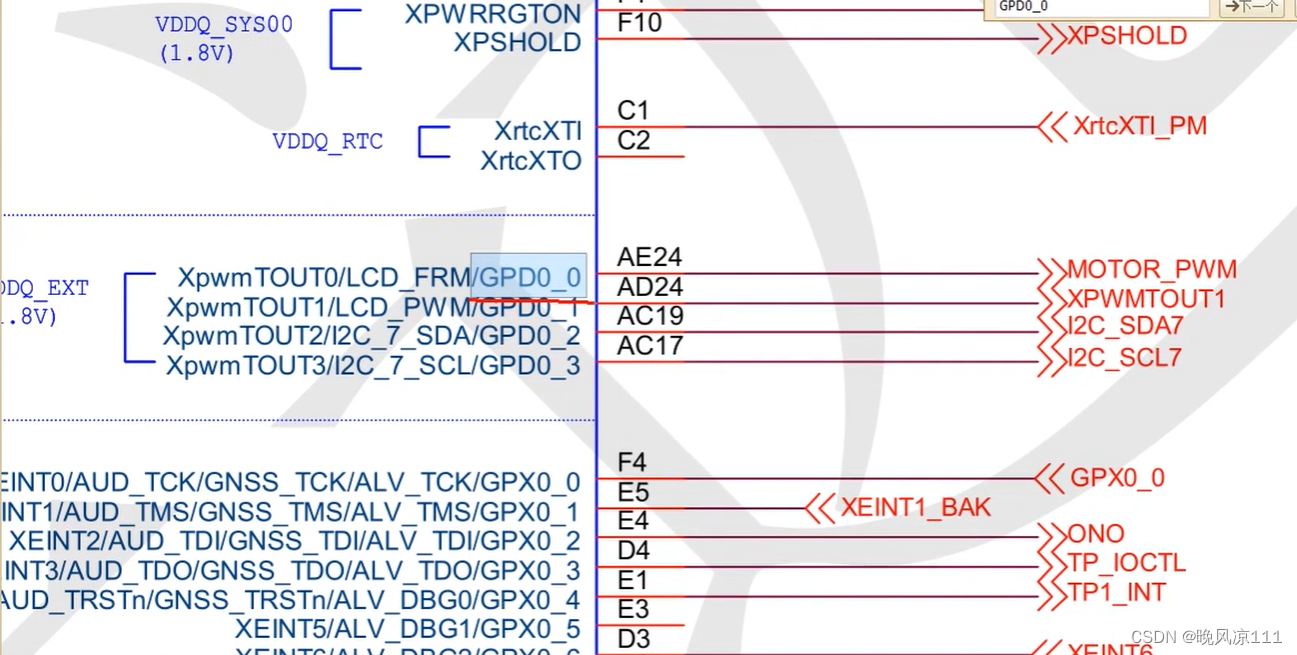 GPD0_0
下一个
VDDQ_SYS00
(1.8V)
XPWRRGTON
XPSHOLD
F10
XPSHOLD
VDDQ_RTC
XrtcXTI
XrtcXTO
C1
C2
XrtcXTI_PM
DDQ_EXT
.8V)
XpwmTOUT0/LCD_FRM/GPD0_0
AE24
MOTOR_PWM
XpwmTOUT1/LCD_PWM/GPD0_1
AD24
XPWMTOUT1
XpwmTOUT2/I2C_7_SDA/GPD0_2
AC19
I2C_SDA7
XpwmTOUT3/I2C_7_SCL/GPD0_3
AC17
I2C_SCL7
EINT0/AUD_TCK/GNSS_TCK/ALV_TCK/GPX0_0
F4
GPX0_0
INT1/AUD_TMS/GNSS_TMS/ALV_TMS/GPX0_1
E5
XEINT1_BAK
XEINT2/AUD_TDI/GNSS_TDI/ALV_TDI/GPX0_2
E4
ONO
INT3/AUD_TDO/GNSS_TDO/ALV_TDO/GPX0_3
D4
TP_IOCTL
AUD_TRSTn/GNSS_TRSTn/ALV_DBG0/GPX0_4
E1
TP1_INT
XEINT5/ALV_DBG1/GPX0_5
E3
XEINT6/ALV_DBG2/GPX0_6
D3
XEINT6
CSDN @晚风凉111